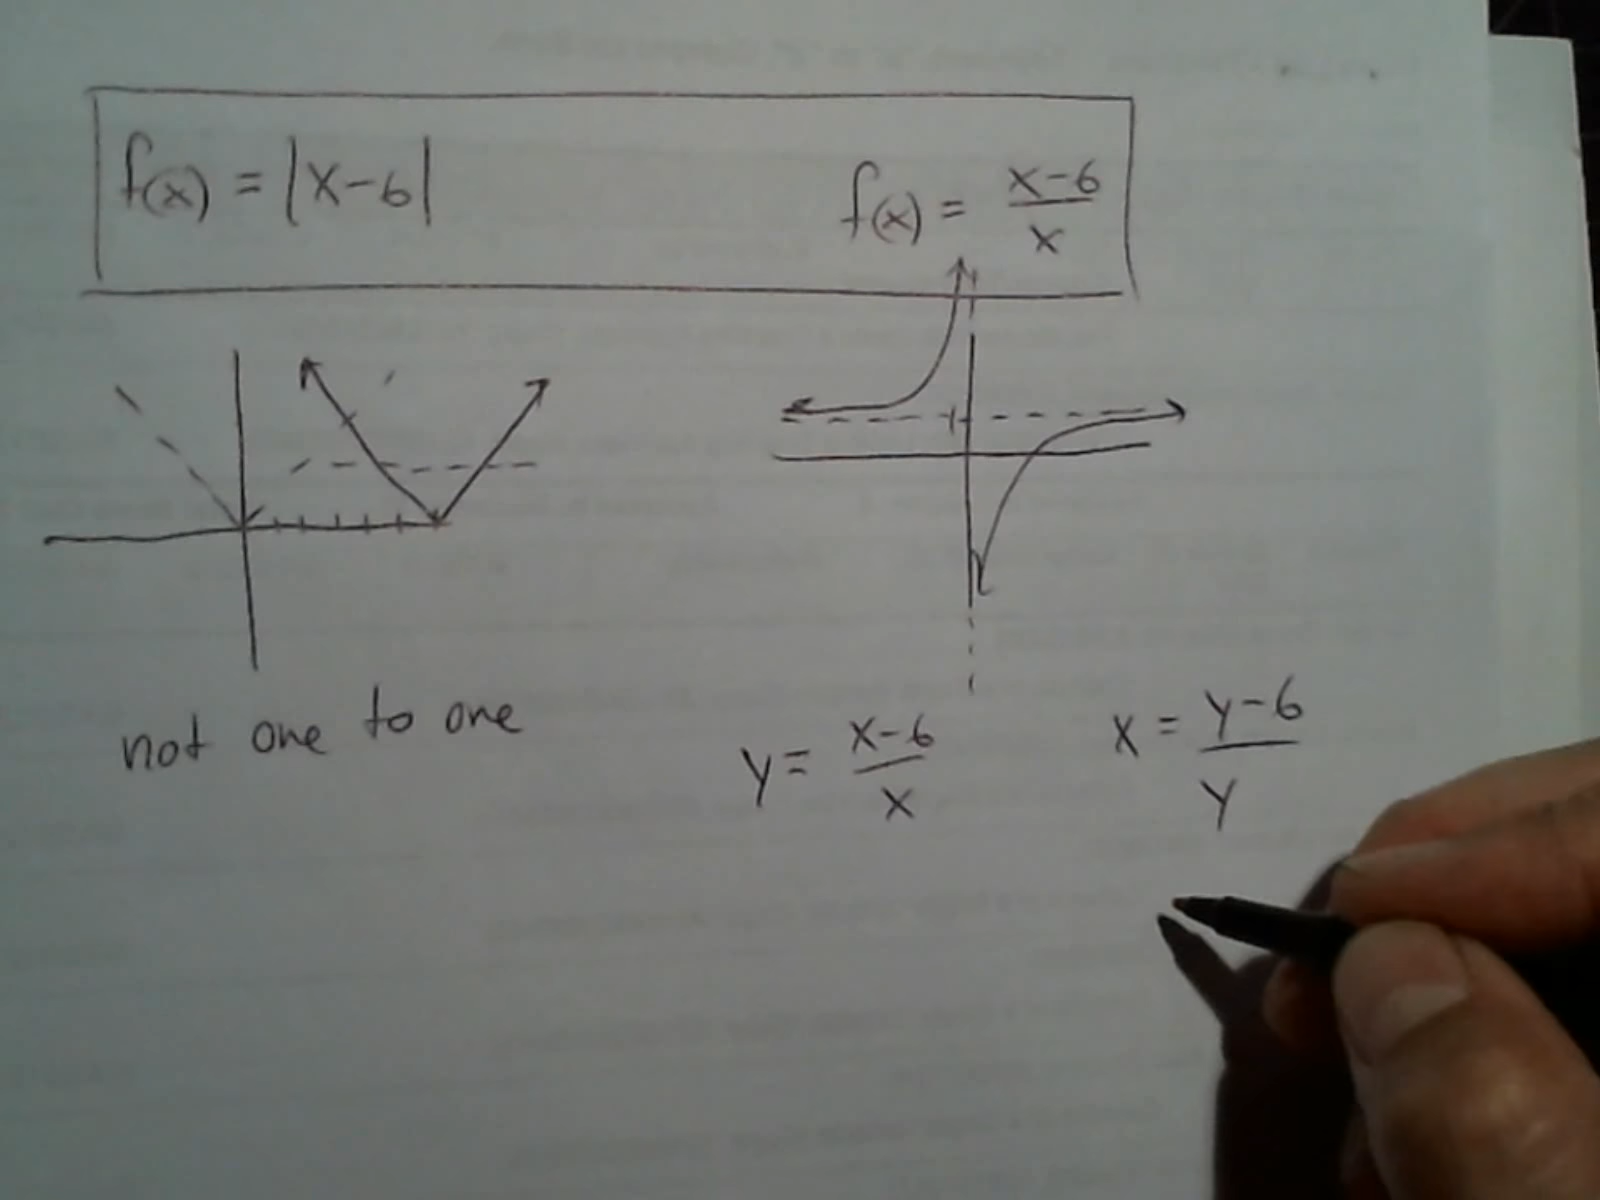 f(x) = |x-6|
f(x) = x-6 / x
not one to one
y = x-6 / x
x = y-6 / y